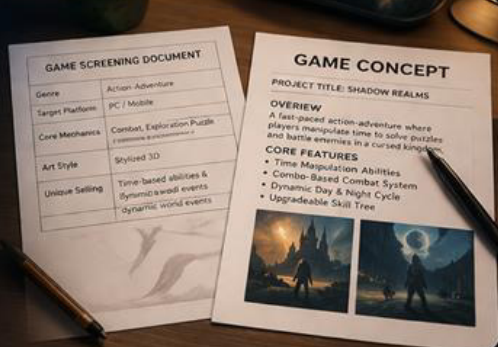 GAME SCREENING DOCUMENT
Genre Action-Adventure
Target Platform PC / Mobile
Core Mechanics Combat, Exploration Puzzle
Art Style Stylized 3D
Unique Selling Time-based abilities &
events
dynamic world events
GAME CONCEPT
PROJECT TITLE: SHADOW REALMS
OVERIEW
A fast-paced action-adventure where
players manipulate time to solve puzzles
and battle enemies in a cursed kingdom
CORE FEATURES
• Time Maspulation Abilities
• Combo-Based Combat System
• Dynamic Day & Night Cycle
• Upgradeable Skill Tree